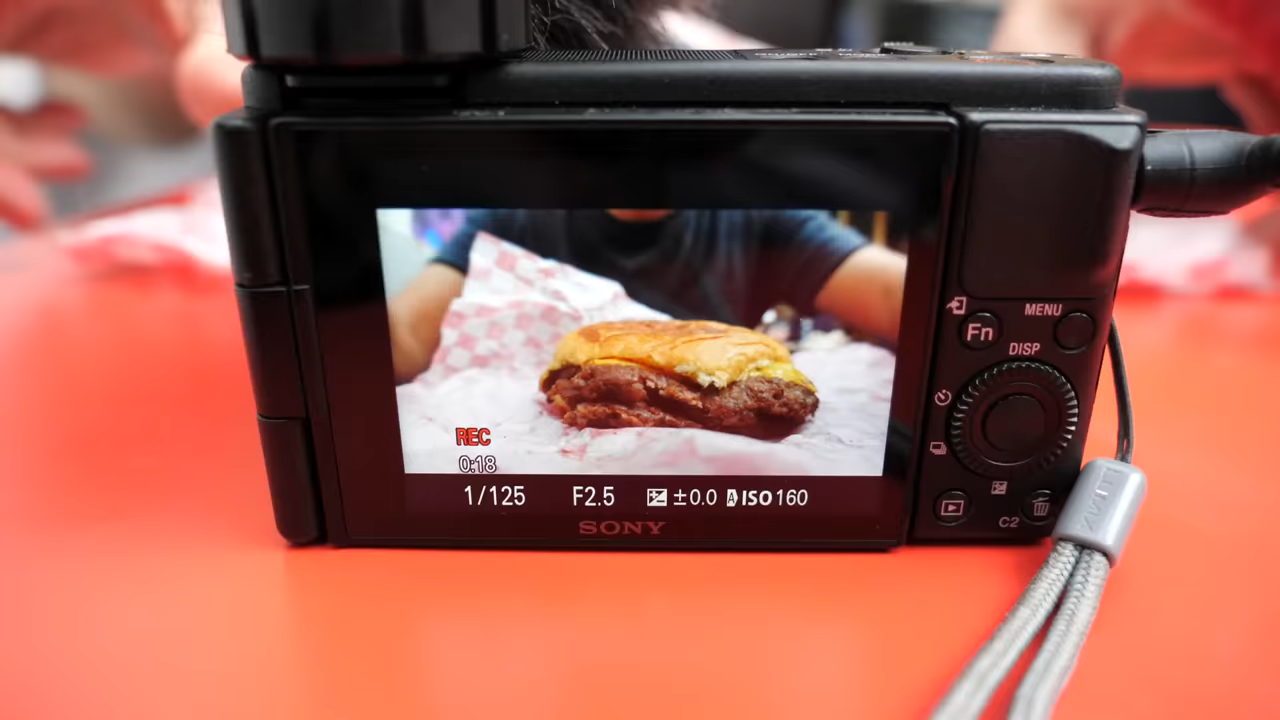 MENU
Fn
DISP
REC
0:18
1/125 F2.5 ±0.0 A ISO 160
SONY
C2